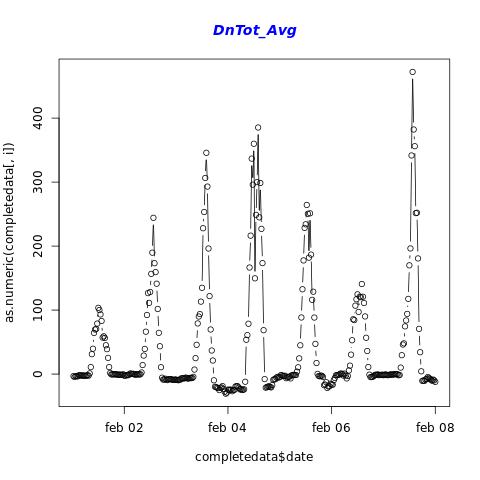 DnTot_Avg
as.numeric(completedata[, i])
400
300
200
100
0
feb 02
feb 04
feb 06
feb 08
completedata$date